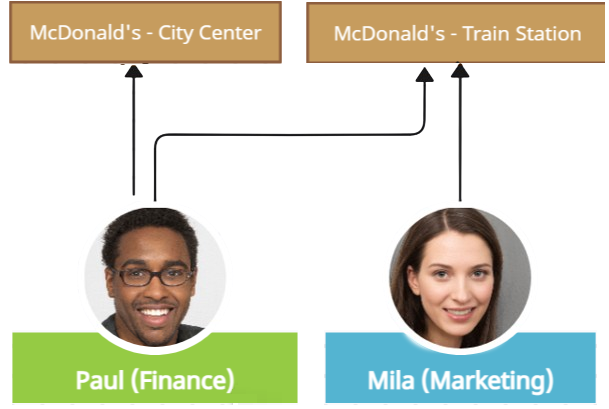 McDonald's - City Center
McDonald's - Train Station
Paul (Finance)
Mila (Marketing)